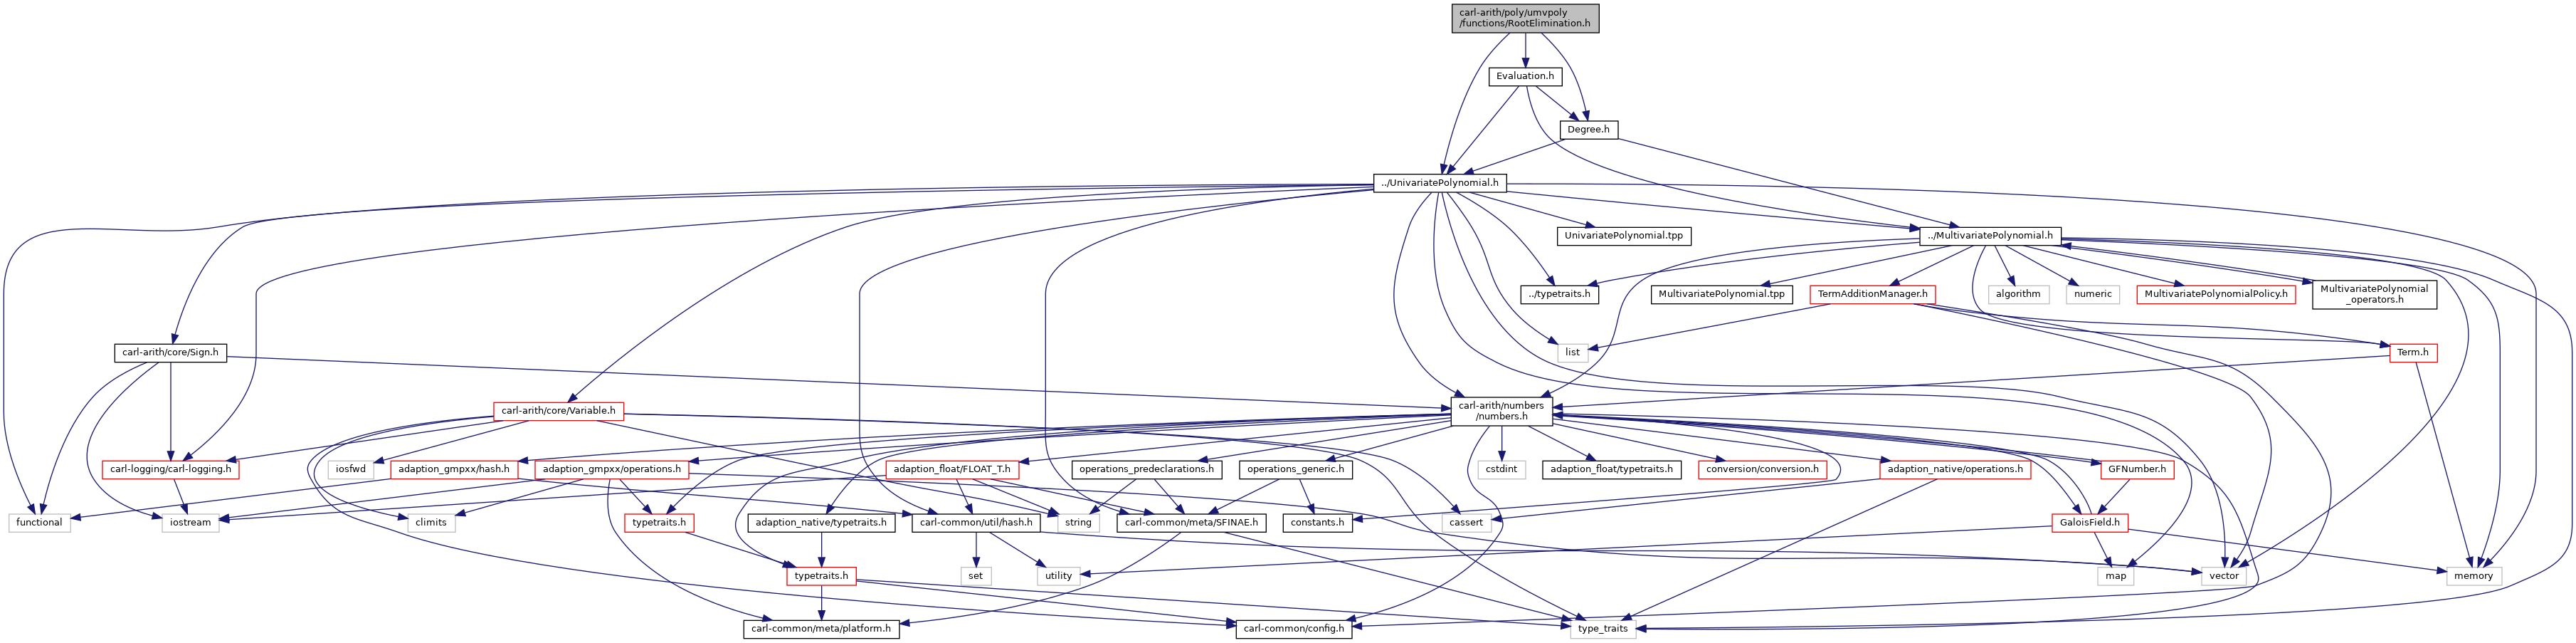 carl-arith/poly/umvpoly
/functions/RootElimination.h
Evaluation.h
Degree.h
../UnivariatePolynomial.h
UnivariatePolynomial.tpp
../MultivariatePolynomial.h
../typetraits.h
MultivariatePolynomial.tpp
TermAdditionManager.h
algorithm
numeric
MultivariatePolynomialPolicy.h
MultivariatePolynomial
_operators.h
carl-arith/core/Sign.h
list
Term.h
carl-arith/core/Variable.h
carl-arith/numbers
/numbers.h
carl-logging/carl-logging.h
iosfwd
adaption_gmpxx/hash.h
adaption_gmpxx/operations.h
adaption_float/FLOAT_T.h
operations_predeclarations.h
operations_generic.h
cstdint
adaption_float/typetraits.h
conversion/conversion.h
adaption_native/operations.h
GFNumber.h
functional
iostream
climits
typetraits.h
adaption_native/typetraits.h
carl-common/util/hash.h
string
carl-common/meta/SFINAE.h
constants.h
cassert
GaloisField.h
typetraits.h
set
utility
map
vector
memory
carl-common/meta/platform.h
carl-common/config.h
type_traits